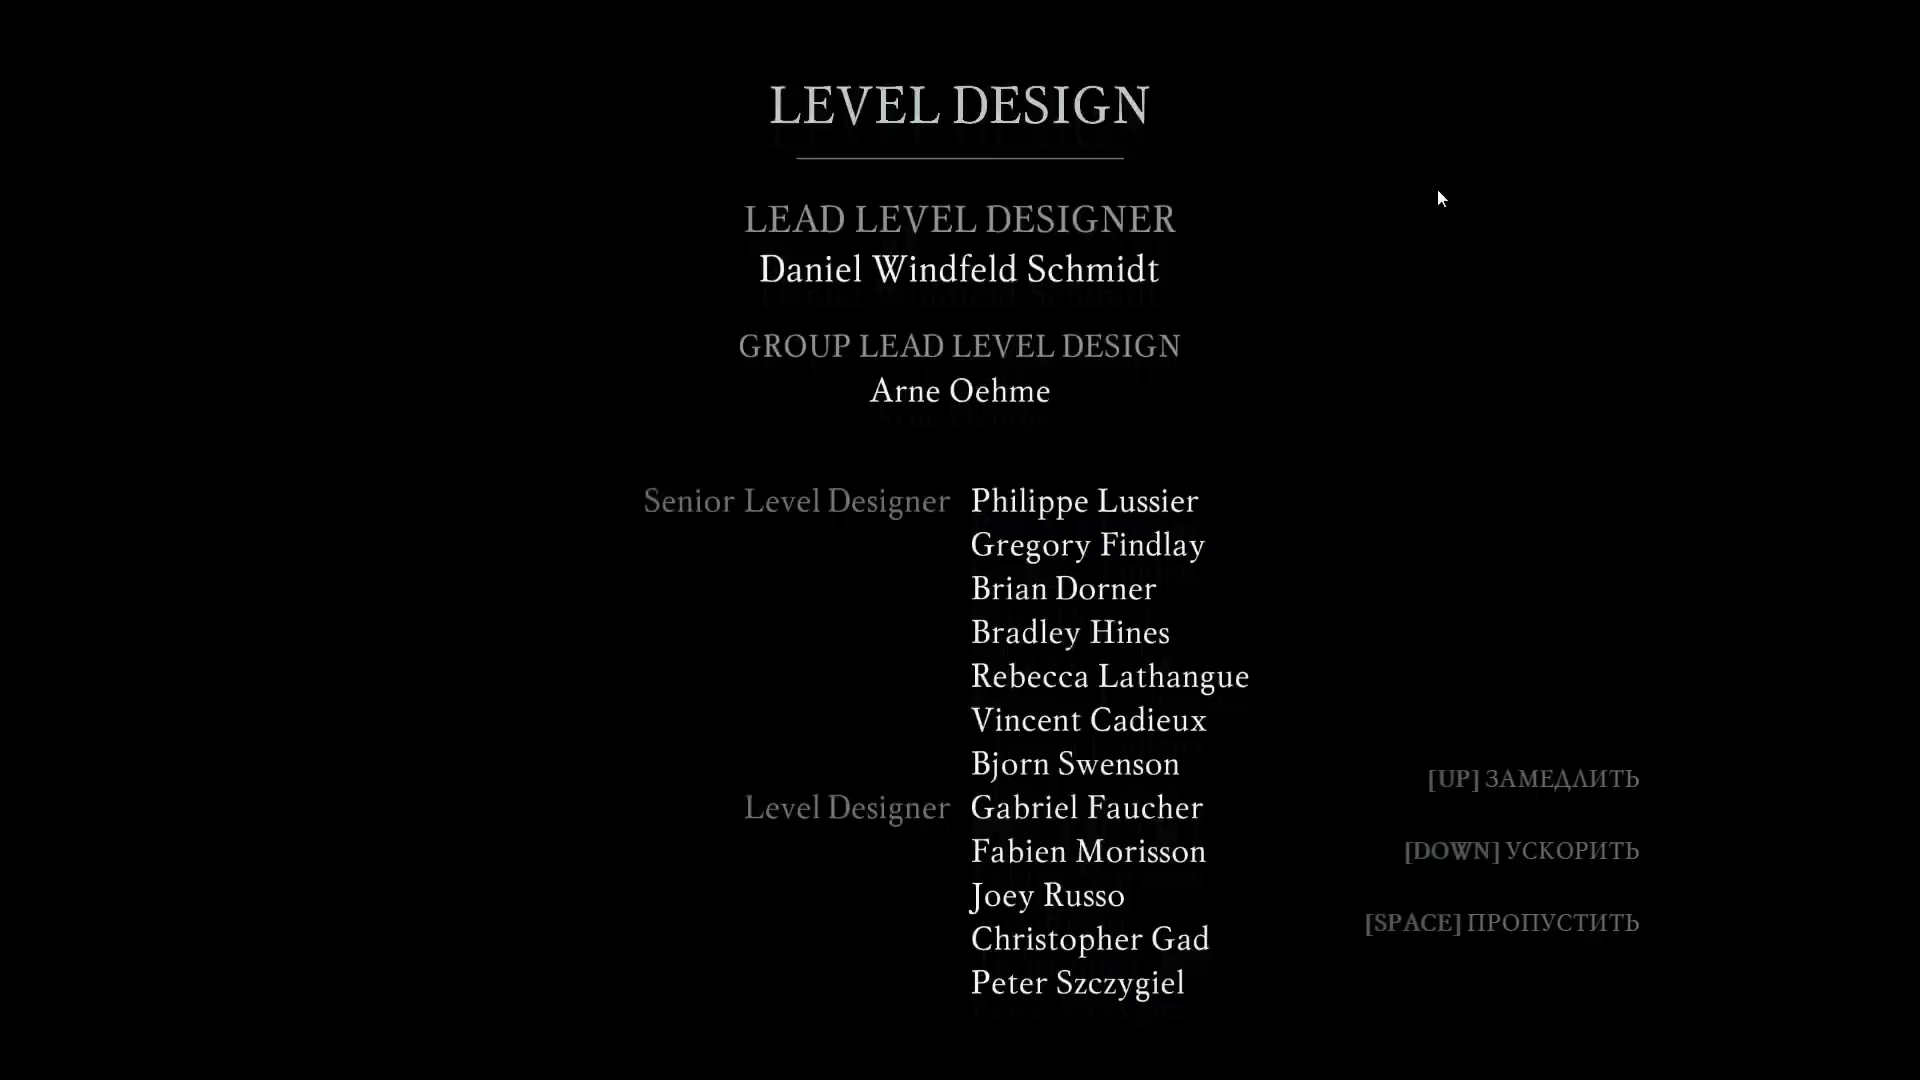 LEVEL DESIGN
LEAD LEVEL DESIGNER
Daniel Windfeld Schmidt
GROUP LEAD LEVEL DESIGN
Arne Oehme
Senior Level Designer Philippe Lussier
Gregory Findlay
Brian Dorner
Bradley Hines
Rebecca Lathangue
Vincent Cadieux
Bjorn Swenson
Level Designer Gabriel Faucher
Fabien Morisson
Joey Russo
Christopher Gad
Peter Szczygiel
[UP] ЗАМЕДЛИТЬ
[DOWN] УСКОРИТЬ
[SPACE] ПРОПУСТИТЬ